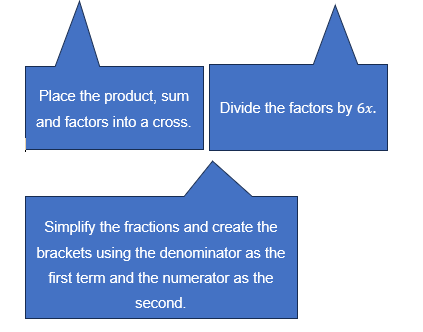 Place the product, sum
and factors into a cross.
Divide the factors by 6x.
Simplify the fractions and create the
brackets using the denominator as the
first term and the numerator as the
second.